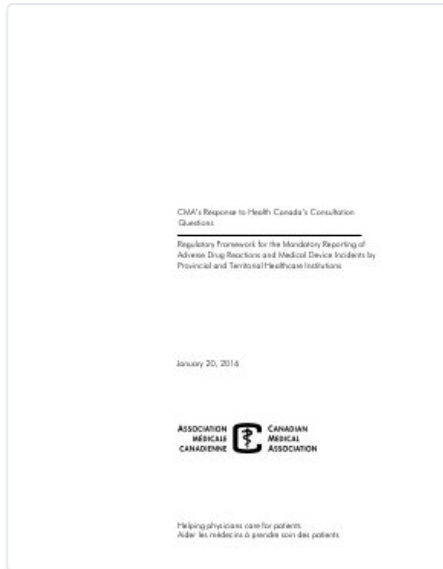 CMA's Response to Health Canada's Consultation
Questions
Regulatory Framework for the Mandatory Reporting of
Adverse Drug Reactions and Medical Device Incidents by
Provincial and Territorial Healthcare Institutions
January 20, 2016
ASSOCIATION
MÉDICALE
CANADIENNE
CANADIAN
MEDICAL
ASSOCIATION
Helping physicians care for patients
Aider les médecins à prendre soin des patients